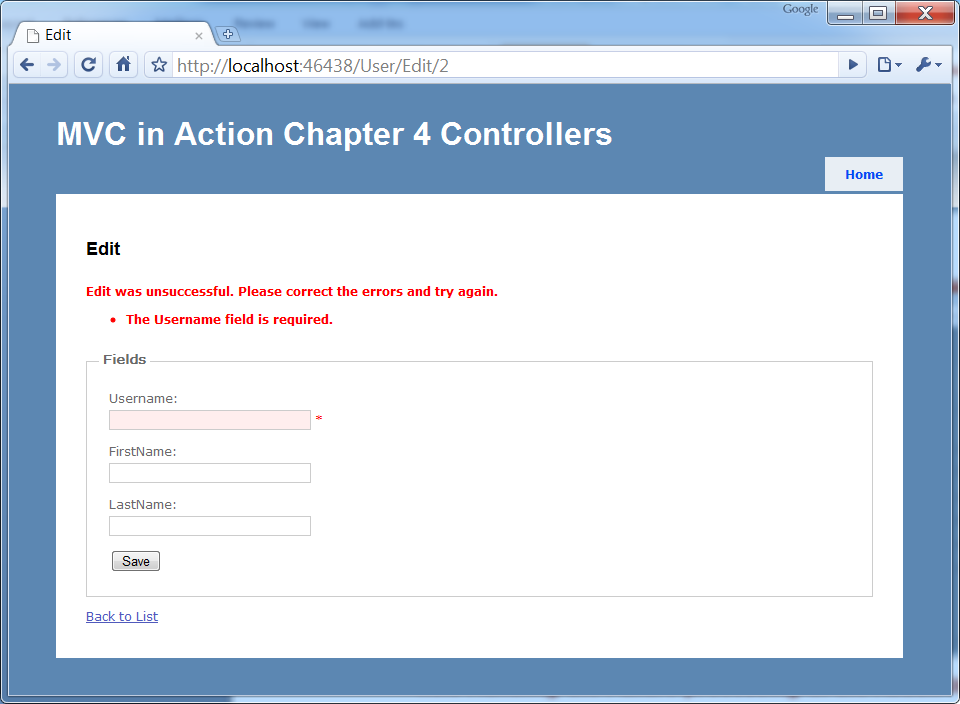 Google
Edit
http://localhost:46438/User/Edit/2
MVC in Action Chapter 4 Controllers
Home
Edit
Edit was unsuccessful. Please correct the errors and try again.
• The Username field is required.
Fields
Username:
*
FirstName:
LastName:
Save
Back to List